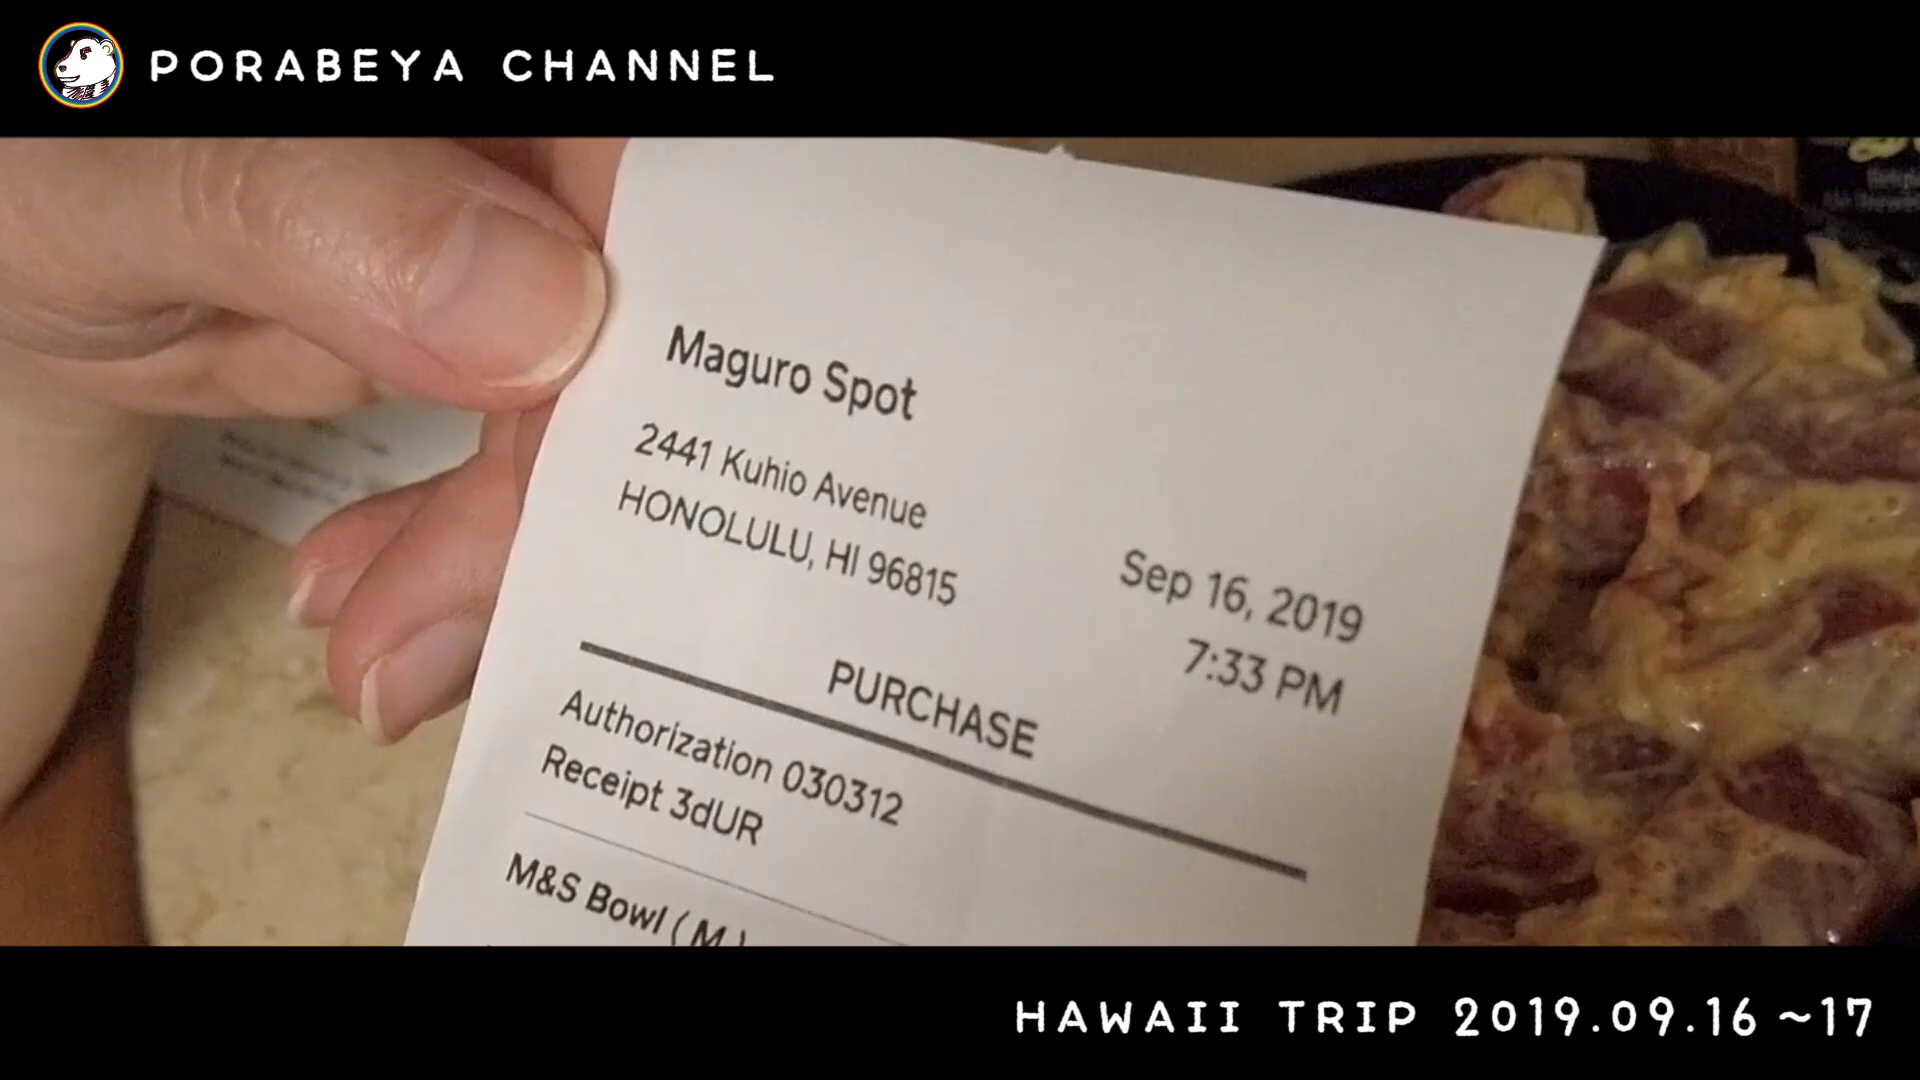 PORABEYA CHANNEL
Maguro Spot
2441 Kuhio Avenue
HONOLULU, HI 96815
Sep 16, 2019
7:33 PM
PURCHASE
Authorization 030312
Receipt 3dUR
M&S Bowl ( M )
HAWAII TRIP 2019.09.16 ~17